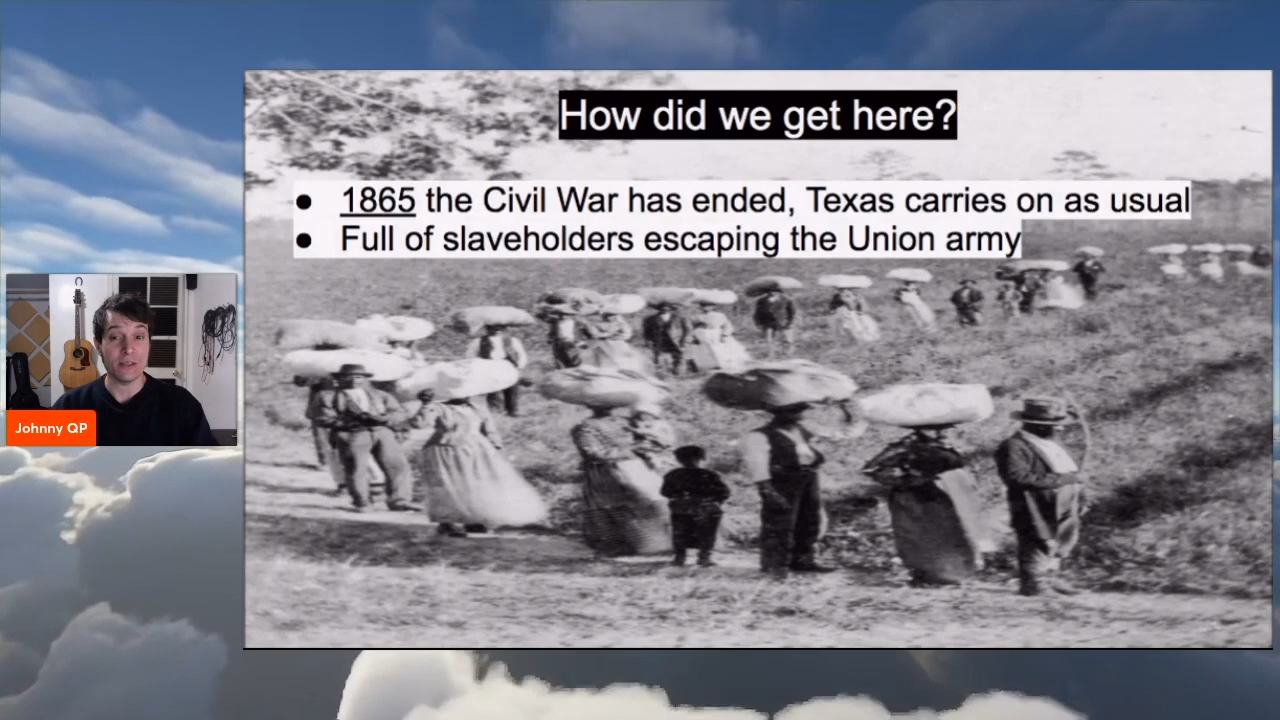 How did we get here?
● 1865 the Civil War has ended, Texas carries on as usual
● Full of slaveholders escaping the Union army
Johnny QP